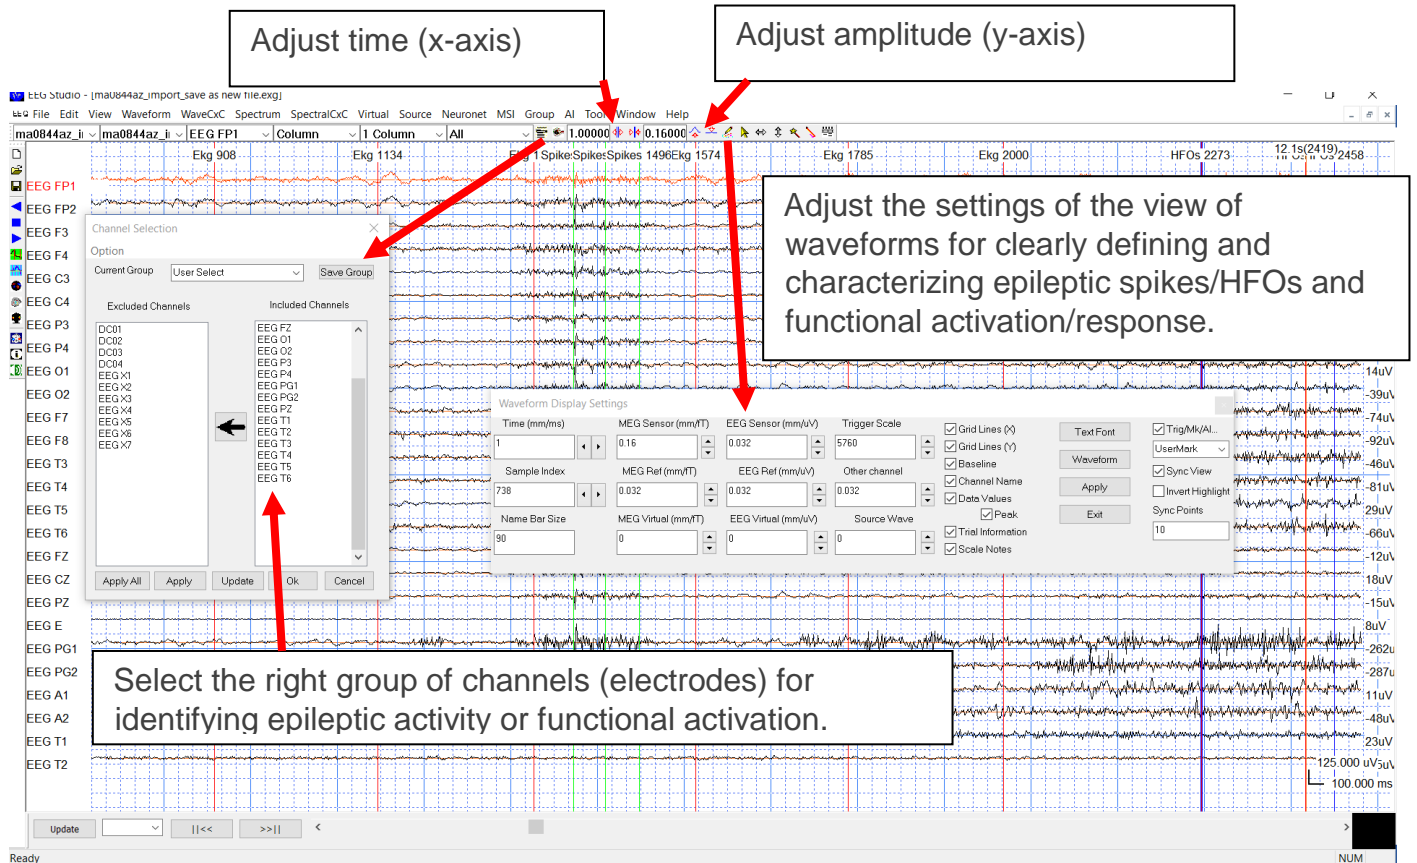 Adjust time (x-axis)
Adjust amplitude (y-axis)
EEG Studio - [ma0844az_import_save as new file.exg]
File Edit View Waveform WaveCxC Spectrum SpectralCxC Virtual Source Neuronet MSI Group AI Tool Window Help
ma0844az_i ma0844az_i EEG FP1 Column 1 Column All 1.00000 0.16000
Ekg 908 Ekg 1134 Spikes Spikes 1496 Ekg 1574 Ekg 1785 Ekg 2000 HFOs 2273 12.1s(2419) 2458
EEG FP1
EEG FP2
EEG F3
EEG F4
EEG C3
EEG C4
EEG P3
EEG P4
EEG O1
EEG O2
EEG F7
EEG F8
EEG T3
EEG T4
EEG T5
EEG T6
EEG FZ
EEG CZ
EEG PZ
EEG E
EEG PG1
EEG PG2
EEG A1
EEG A2
EEG T1
EEG T2
Adjust the settings of the view of
waveforms for clearly defining and
characterizing epileptic spikes/HFOs and
functional activation/response.
Channel Selection
Option
Current Group User Select Save Group
Excluded Channels Included Channels
DC01
DC02
DC03
DC04
EEG X1
EEG X2
EEG X3
EEG X4
EEG X5
EEG X6
EEG X7
EEG FZ
EEG O1
EEG O2
EEG P3
EEG P4
EEG PG1
EEG PG2
EEG PZ
EEG T1
EEG T2
EEG T3
EEG T4
EEG T5
EEG T6
Apply All Apply Update Ok Cancel
Waveform Display Settings
Time (mm/ms) MEG Sensor (mm/fT) EEG Sensor (mm/uV) Trigger Scale
1 0.16 0.032 5760
Sample Index MEG Ref (mm/fT) EEG Ref (mm/uV) Other channel
738 0.032 0.032 0.032
Name Bar Size MEG Virtual (mm/fT) EEG Virtual (mm/uV) Source Wave
90 0 0 0
Grid Lines (X)
Grid Lines (Y)
Baseline
Channel Name
Data Values
Peak
Trial Information
Scale Notes
Text Font
Waveform
Apply
Exit
Trig/Mk/Al...
UserMark
Sync View
Invert Highlight
Sync Points
10
14uV
-39uV
-74uV
-92uV
-46uV
-81uV
29uV
-66uV
-12uV
18uV
-15uV
8uV
-262u
-287u
11uV
-48uV
23uV
125.000 uV
100.000 ms
Select the right group of channels (electrodes) for
identifying epileptic activity or functional activation.
Update ||<< >>||
Ready NUM